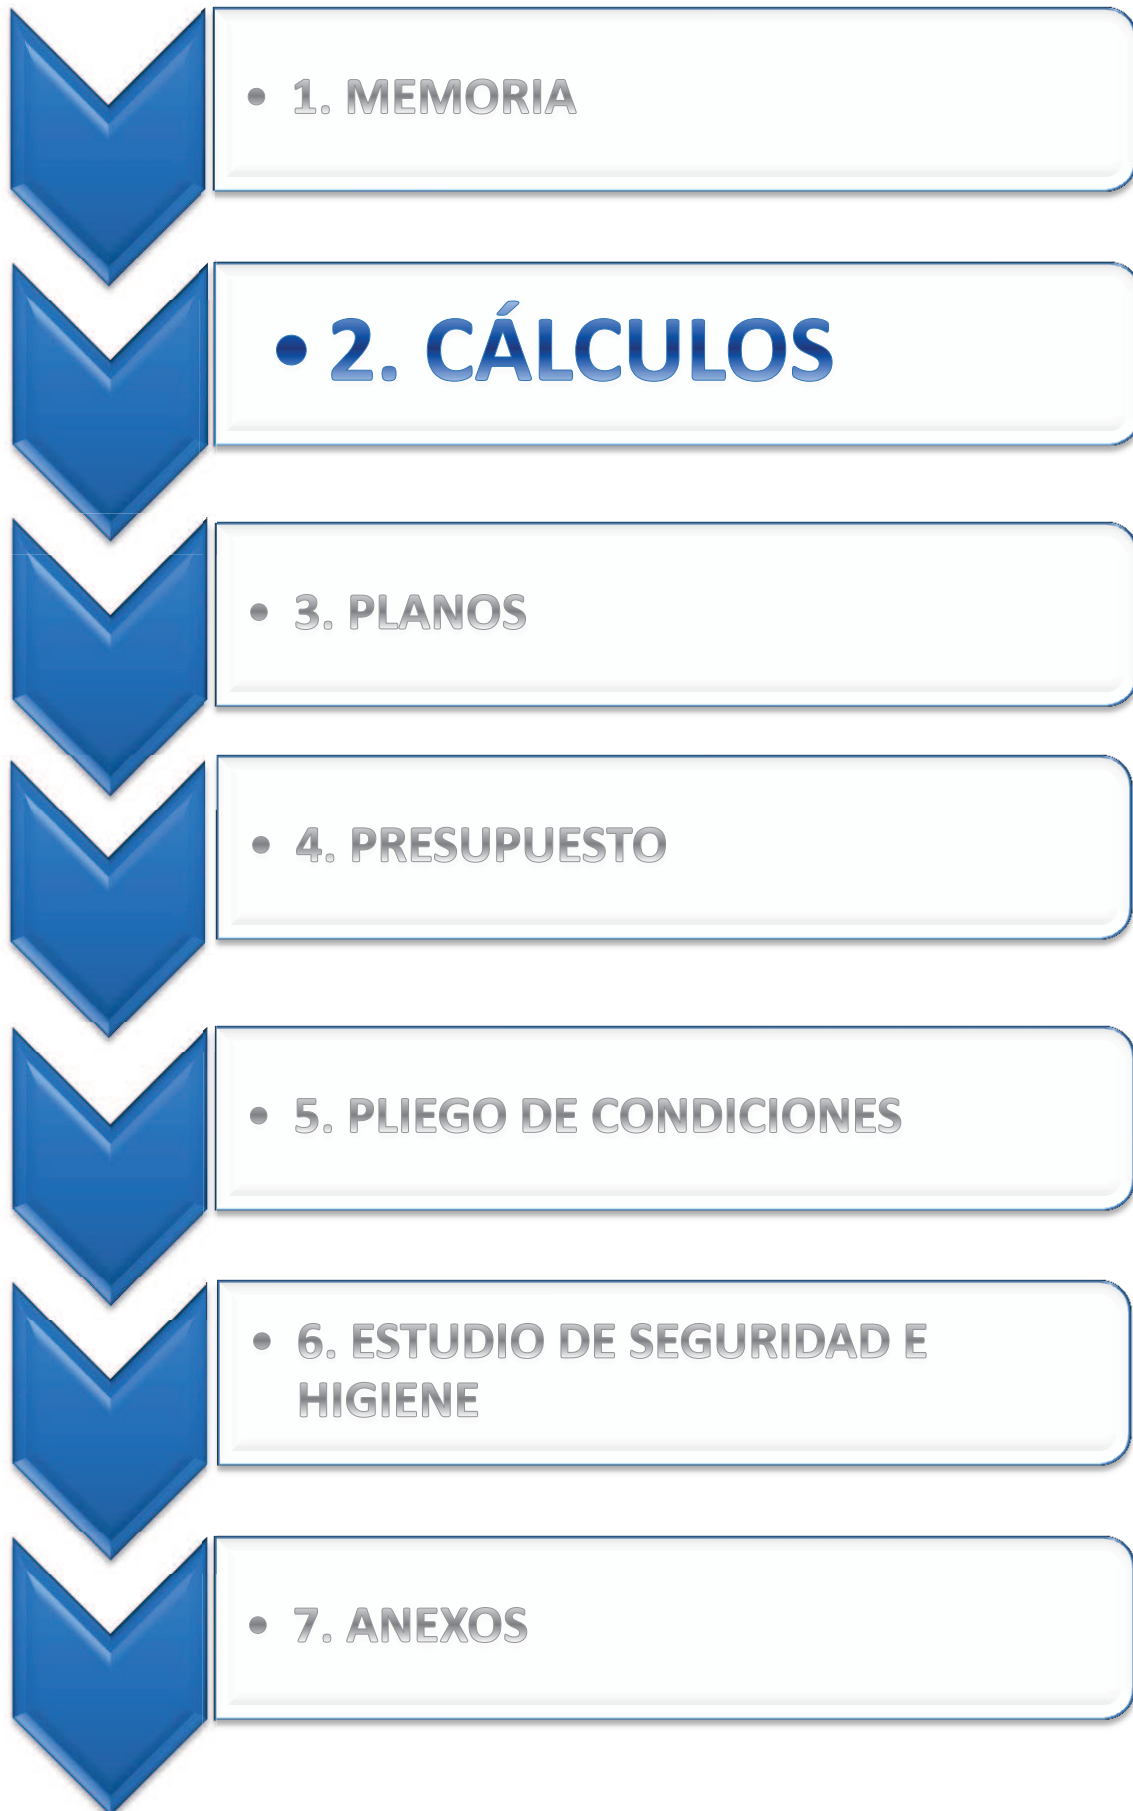 • 1. MEMORIA
• 2. CÁLCULOS
• 3. PLANOS
• 4. PRESUPUESTO
• 5. PLIEGO DE CONDICIONES
• 6. ESTUDIO DE SEGURIDAD E
HIGIENE
• 7. ANEXOS